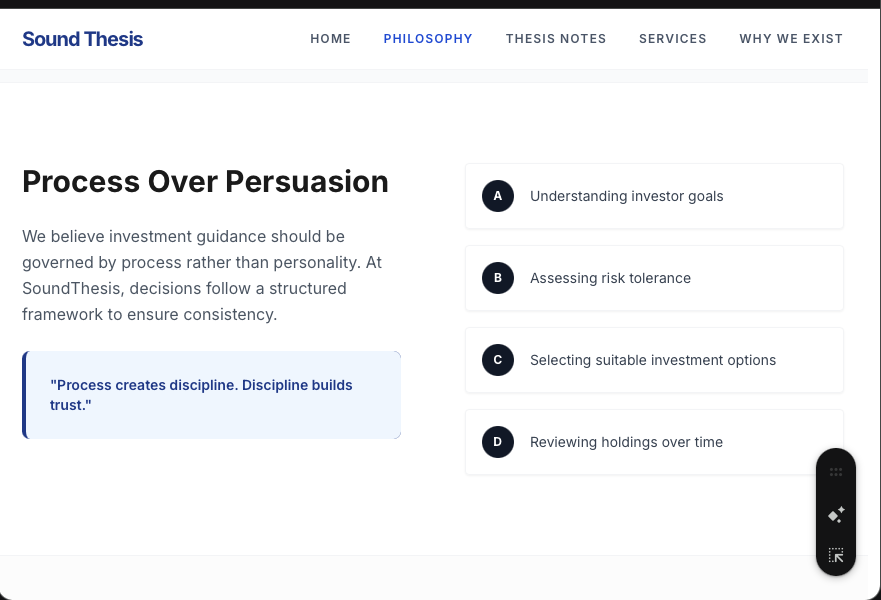 Sound Thesis
HOME
PHILOSOPHY
THESIS NOTES
SERVICES
WHY WE EXIST
Process Over Persuasion
We believe investment guidance should be
governed by process rather than personality. At
SoundThesis, decisions follow a structured
framework to ensure consistency.
"Process creates discipline. Discipline builds
trust."
A Understanding investor goals
B Assessing risk tolerance
C Selecting suitable investment options
D Reviewing holdings over time